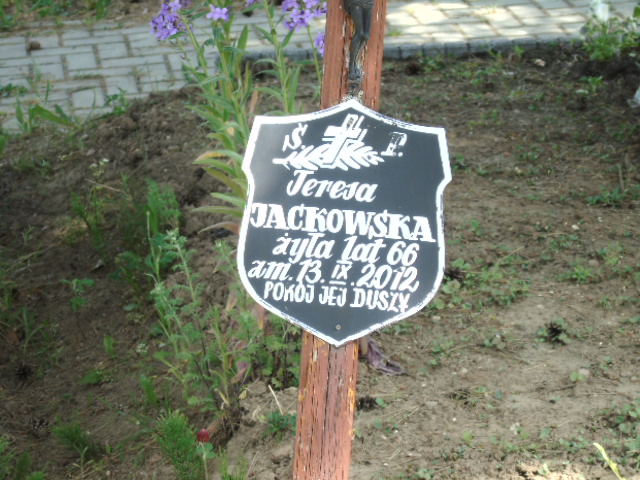 Ś. P.
Teresa
JACKOWSKA
żyła lat 66
zm. 13. IX. 2012
POKÓJ JEJ DUSZY